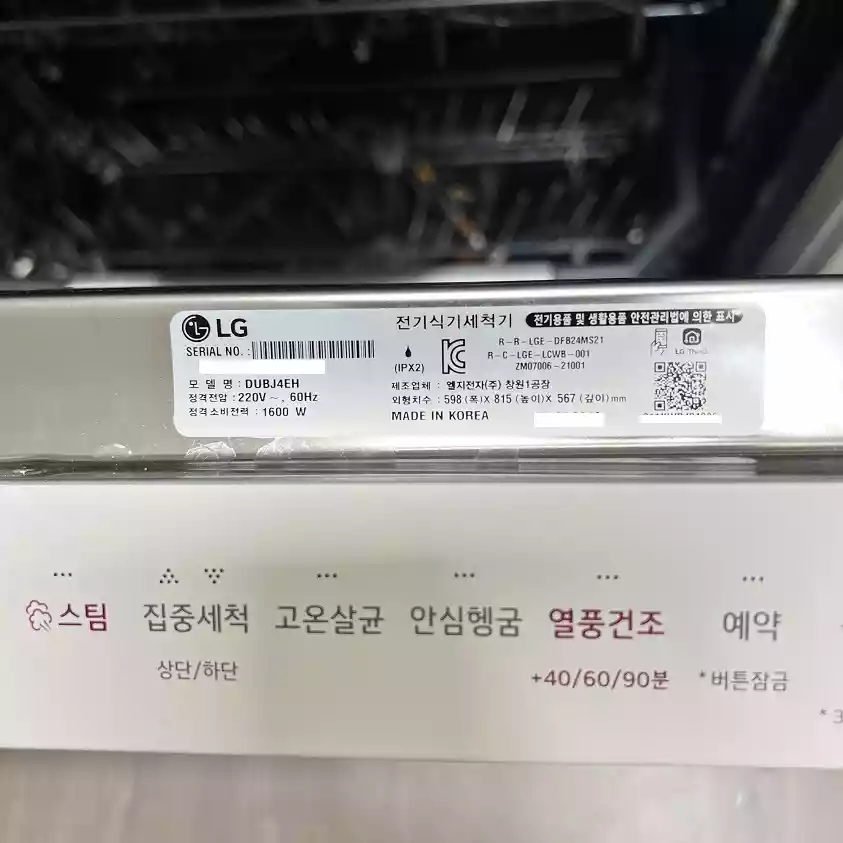 LG
SERIAL NO. :
모 델 명 : DUBJ4EH
정격전압 : 220V~ , 60Hz
정격소비전력 : 1600 W
전기식기세척기
전기용품 및 생활용품 안전관리법에 의한 표시
(IPX2)
R-R-LGE-DFB24MS21
R-C-LGE-LCWB-001
ZM07006-21001
LG ThinQ
제조업체 : 엘지전자(주) 창원1공장
외형치수 : 598 (폭)X 815 (높이)X 567 (깊이)mm
MADE IN KOREA
스팀
집중세척
상단/하단
고온살균
안심헹굼
열풍건조
+40/60/90분
예약
*버튼잠금